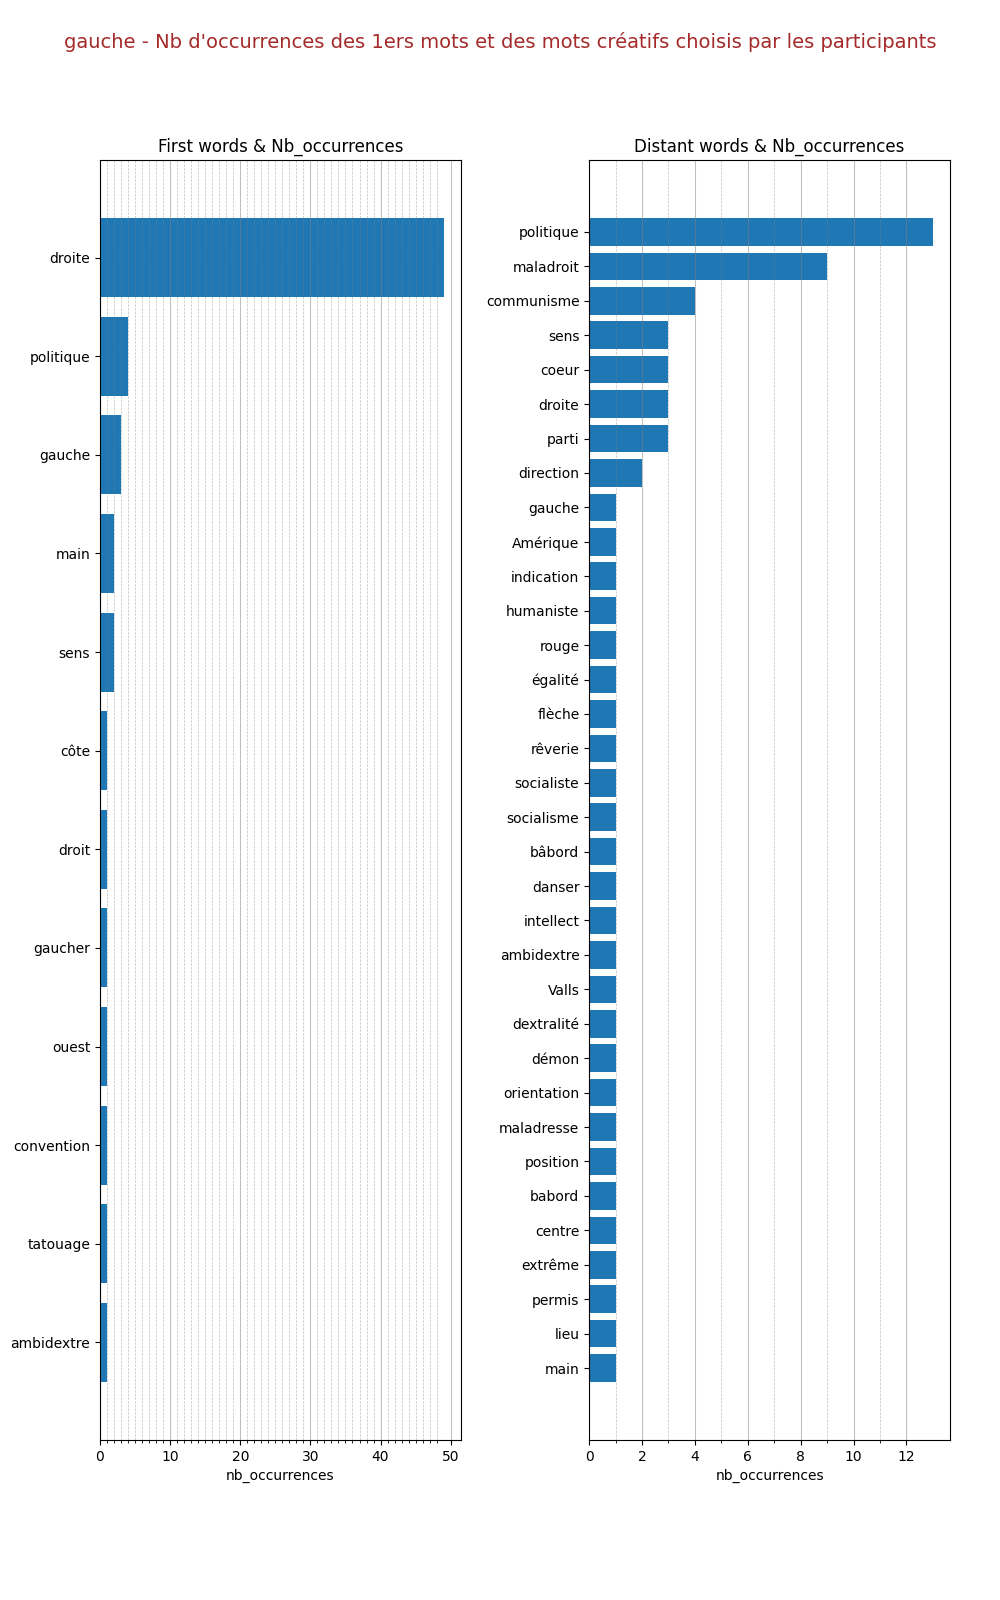 gauche - Nb d'occurrences des 1ers mots et des mots créatifs choisis par les participants
First words & Nb_occurrences
droite
politique
gauche
main
sens
côte
droit
gaucher
ouest
convention
tatouage
ambidextre
0 10 20 30 40 50
nb_occurrences
Distant words & Nb_occurrences
politique
maladroit
communisme
sens
coeur
droite
parti
direction
gauche
Amérique
indication
humaniste
rouge
égalité
flèche
rêverie
socialiste
socialisme
bâbord
danser
intellect
ambidextre
Valls
dextralité
démon
orientation
maladresse
position
babord
centre
extrême
permis
lieu
main
0 2 4 6 8 10 12
nb_occurrences